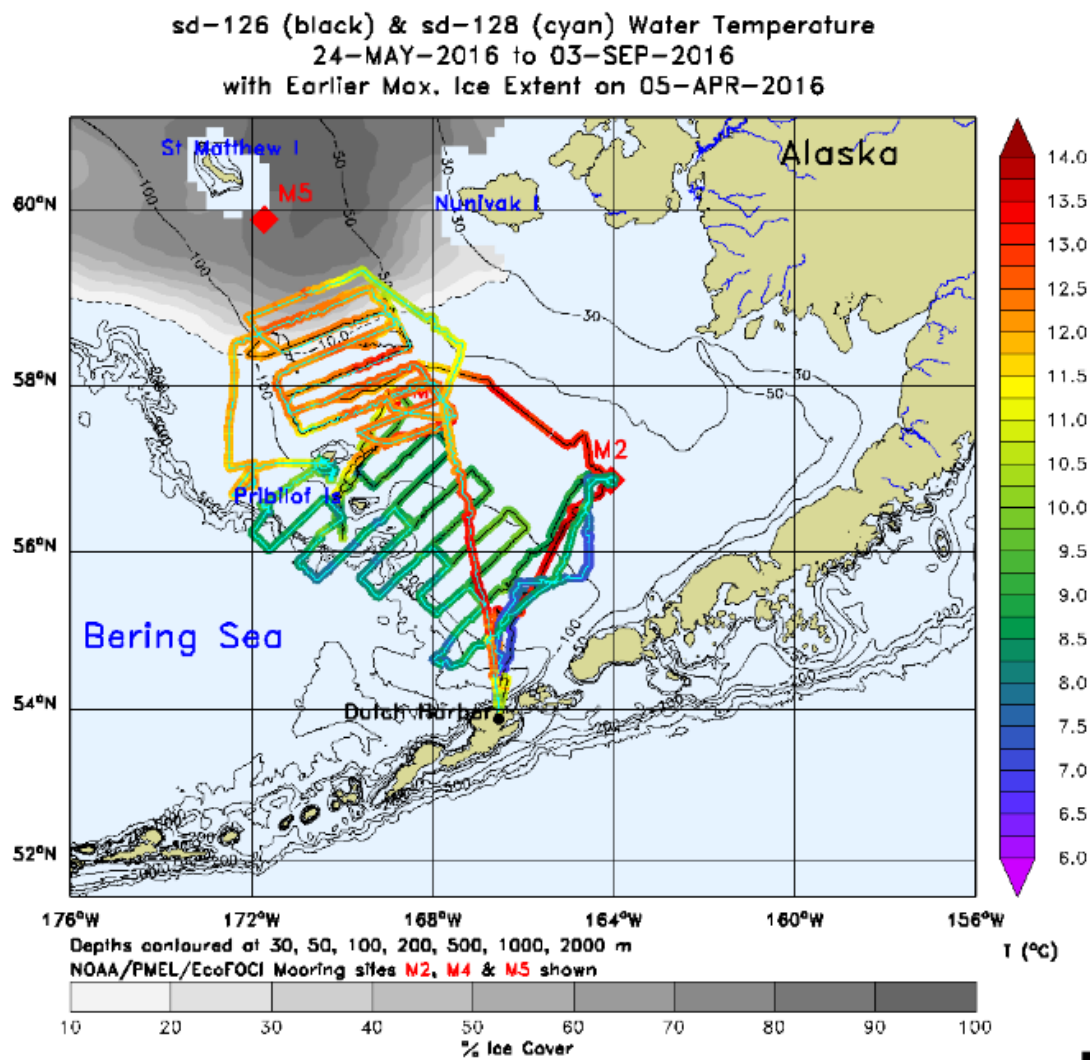 sd-126 (black) & sd-128 (cyan) Water Temperature
24-MAY-2016 to 03-SEP-2016
with Earlier Max. Ice Extent on 05-APR-2016
St Matthew I
M5
Nunivak I
Alaska
60°N
58°N
56°N
54°N
52°N
M2
Pribilof Is
Bering Sea
Dutch Harbor
176°W 172°W 168°W 164°W 160°W 156°W
14.0
13.5
13.0
12.5
12.0
11.5
11.0
10.5
10.0
9.5
9.0
8.5
8.0
7.5
7.0
6.5
6.0
T (°C)
Depths contoured at 30, 50, 100, 200, 500, 1000, 2000 m
NOAA/PMEL/EcoFOCI Mooring sites M2, M4 & M5 shown
10 20 30 40 50 60 70 80 90 100
% Ice Cover